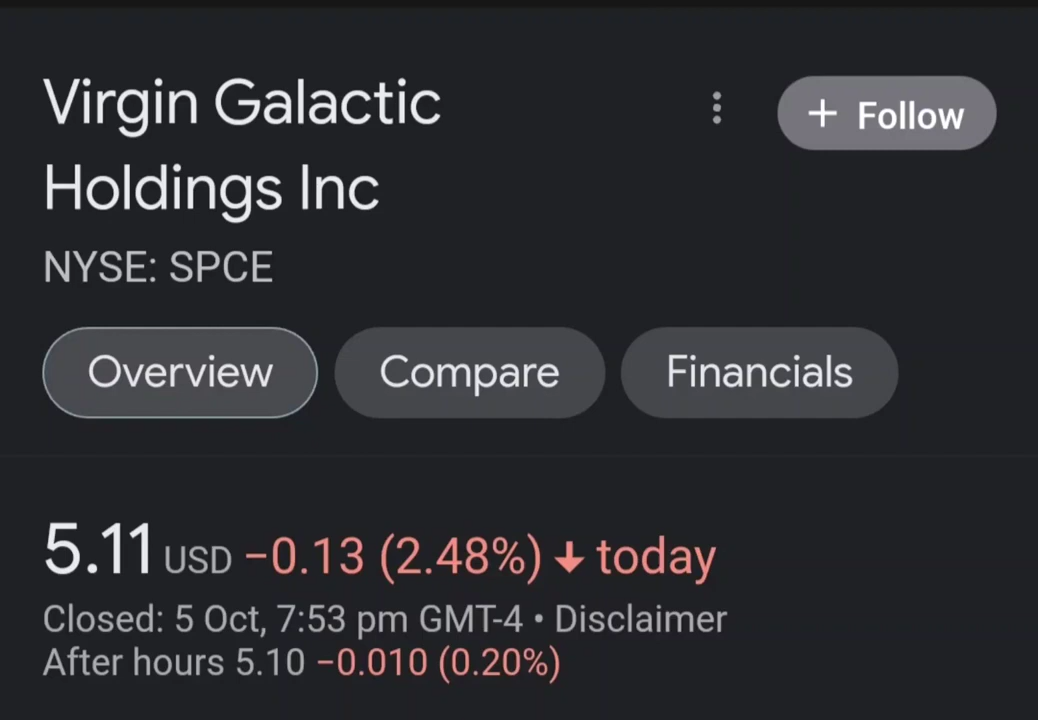 Virgin Galactic
Holdings Inc
+ Follow
NYSE: SPCE
Overview Compare Financials
5.11 USD −0.13 (2.48%) ↓ today
Closed: 5 Oct, 7:53 pm GMT-4 • Disclaimer
After hours 5.10 −0.010 (0.20%)